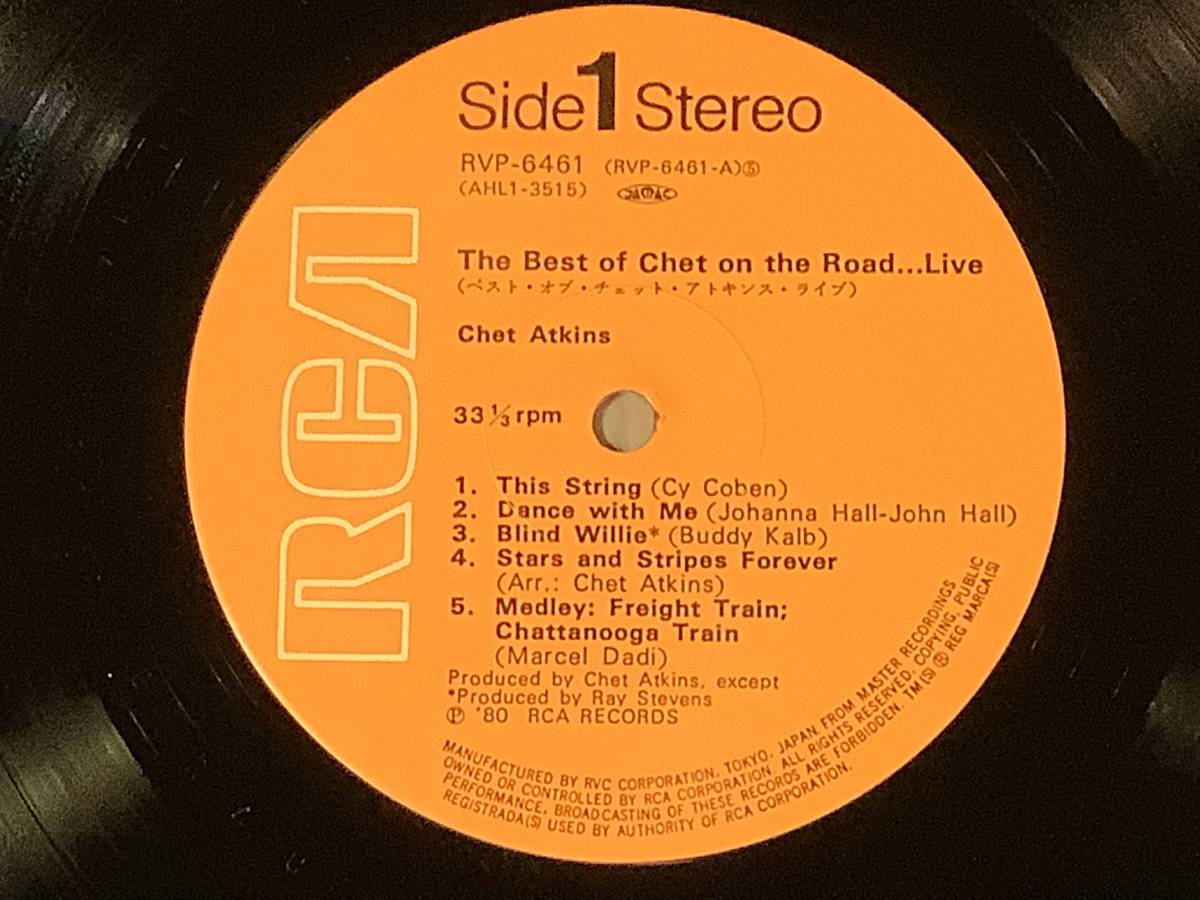 Side 1 Stereo
RVP-6461 (RVP-6461-A)⑤
(AHL1-3515) JASRAC
The Best of Chet on the Road...Live
(ベスト・オブ・チェット・アトキンス・ライブ)
Chet Atkins
33 1/3 rpm
RCA
1. This String (Cy Coben)
2. Dance with Me (Johanna Hall-John Hall)
3. Blind Willie* (Buddy Kalb)
4. Stars and Stripes Forever
(Arr.: Chet Atkins)
5. Medley: Freight Train;
Chattanooga Train
(Marcel Dadi)
Produced by Chet Atkins, except
*Produced by Ray Stevens
Ⓟ '80 RCA RECORDS
MANUFACTURED BY RVC CORPORATION, TOKYO, JAPAN FROM MASTER RECORDINGS
OWNED OR CONTROLLED BY RCA CORPORATION. ALL RIGHTS RESERVED, COPYING, PUBLIC
PERFORMANCE, BROADCASTING OF THESE RECORDS ARE FORBIDDEN. TM(S) ® REG MARCA(S)
REGISTRADA(S) USED BY AUTHORITY OF RCA CORPORATION.